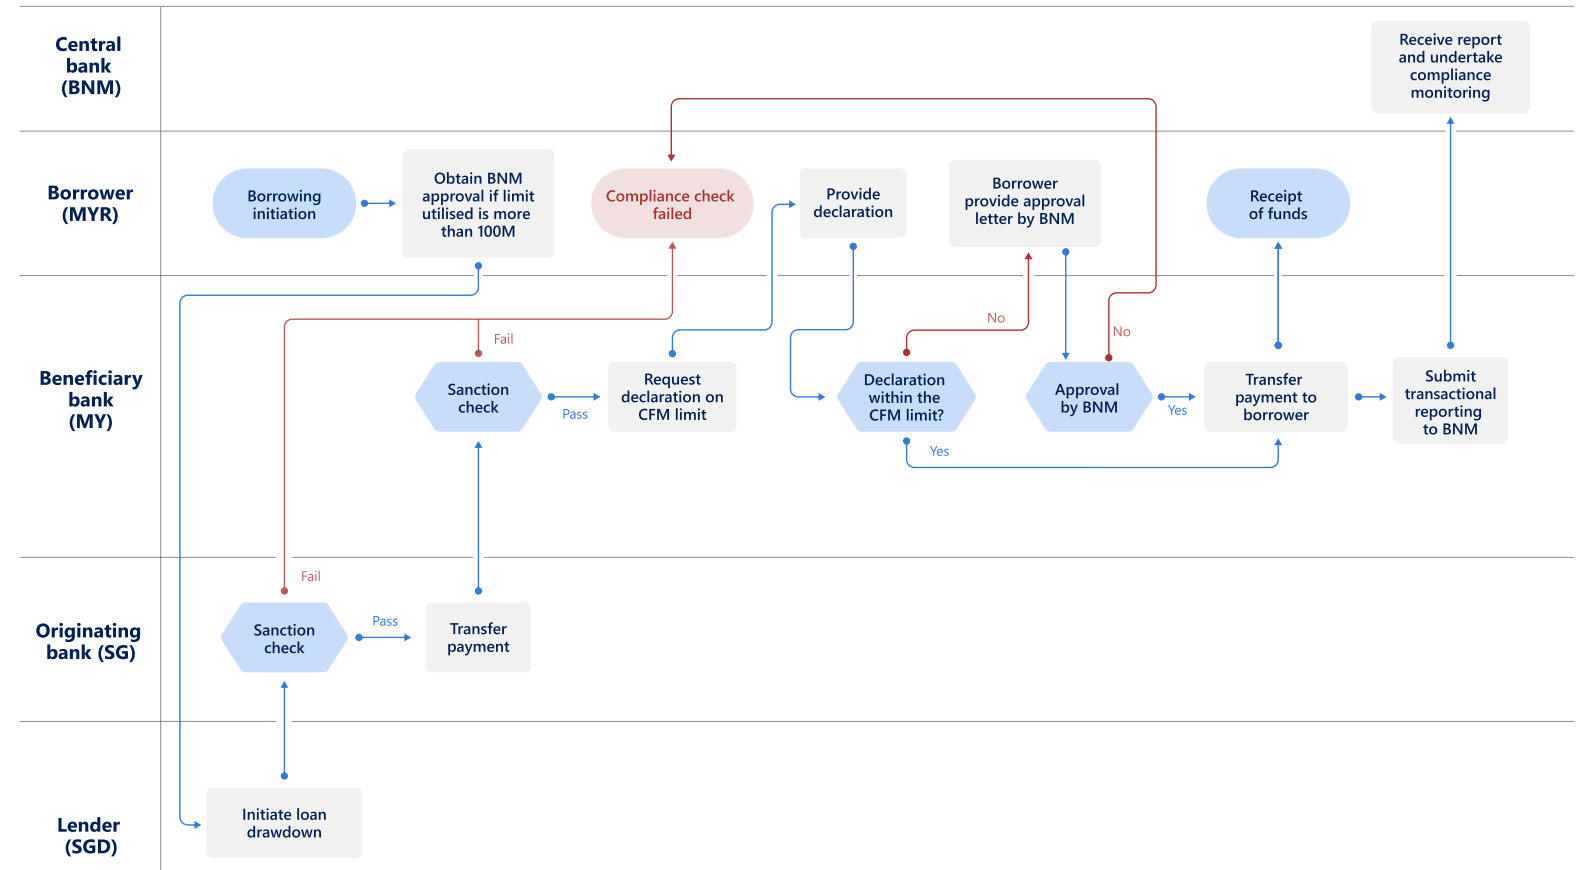 Central
bank
(BNM)
Receive report
and undertake
compliance
monitoring
Borrower
(MYR)
Borrowing
initiation
Obtain BNM
approval if limit
utilised is more
than 100M
Compliance check
failed
Provide
declaration
Borrower
provide approval
letter by BNM
Receipt
of funds
Beneficiary
bank
(MY)
Fail
Sanction
check
Pass
Request
declaration on
CFM limit
No
Declaration
within the
CFM limit?
Yes
No
Approval
by BNM
Yes
Transfer
payment to
borrower
Submit
transactional
reporting
to BNM
Originating
bank (SG)
Fail
Sanction
check
Pass
Transfer
payment
Lender
(SGD)
Initiate loan
drawdown